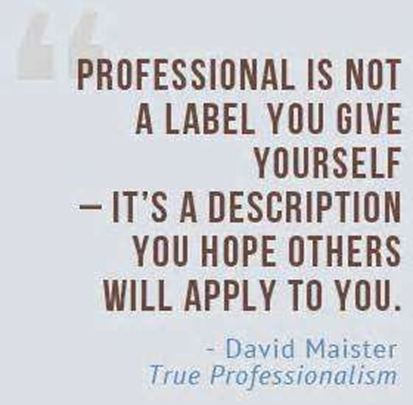 PROFESSIONAL IS NOT
A LABEL YOU GIVE
YOURSELF
– IT'S A DESCRIPTION
YOU HOPE OTHERS
WILL APPLY TO YOU.
- David Maister
True Professionalism